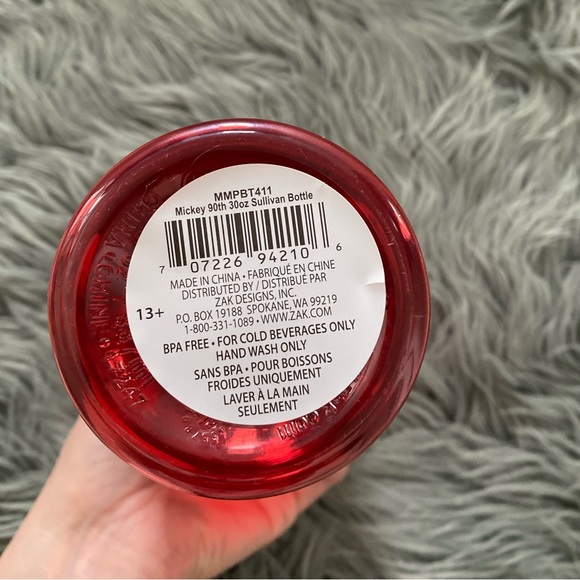 MMPBT411
Mickey 90th 30oz Sullivan Bottle
7 07226 94210 6
MADE IN CHINA • FABRIQUÉ EN CHINE
DISTRIBUTED BY / DISTRIBUÉ PAR
ZAK DESIGNS, INC.
P.O. BOX 19188 SPOKANE, WA 99219
1-800-331-1089 • WWW.ZAK.COM
13+
BPA FREE • FOR COLD BEVERAGES ONLY
HAND WASH ONLY
SANS BPA • POUR BOISSONS
FROIDES UNIQUEMENT
LAVER À LA MAIN
SEULEMENT